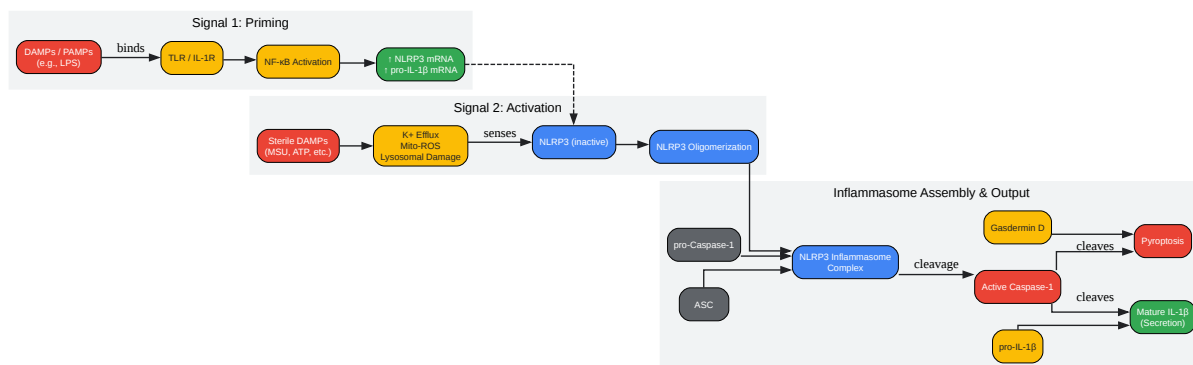 Signal 1: Priming
DAMPs / PAMPs
(e.g., LPS)
binds
TLR / IL-1R
NF-κB Activation
↑ NLRP3 mRNA
↑ pro-IL-1β mRNA
Signal 2: Activation
Sterile DAMPs
(MSU, ATP, etc.)
K+ Efflux
Mito-ROS
Lysosomal Damage
senses
NLRP3 (inactive)
NLRP3 Oligomerization
Inflammasome Assembly & Output
pro-Caspase-1
ASC
NLRP3 Inflammasome
Complex
cleavage
Active Caspase-1
Gasdermin D
cleaves
Pyroptosis
cleaves
pro-IL-1β
Mature IL-1β
(Secretion)